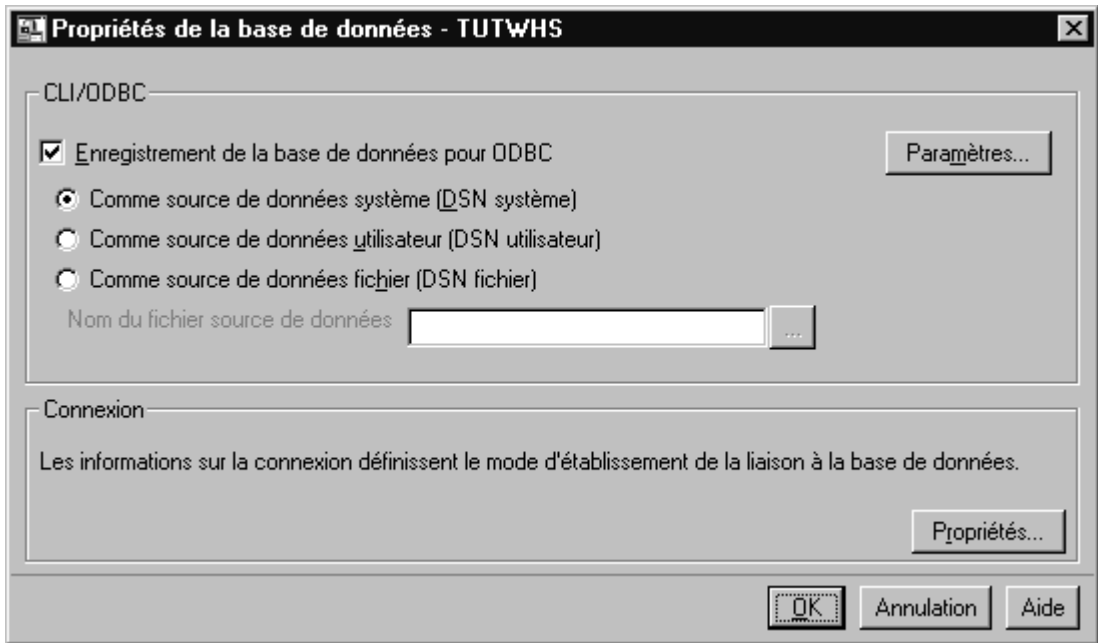 Propriétés de la base de données - TUTWHS
CLI/ODBC
Enregistrement de la base de données pour ODBC
Paramètres...
Comme source de données système (DSN système)
Comme source de données utilisateur (DSN utilisateur)
Comme source de données fichier (DSN fichier)
Nom du fichier source de données
...
Connexion
Les informations sur la connexion définissent le mode d'établissement de la liaison à la base de données.
Propriétés...
OK
Annulation
Aide